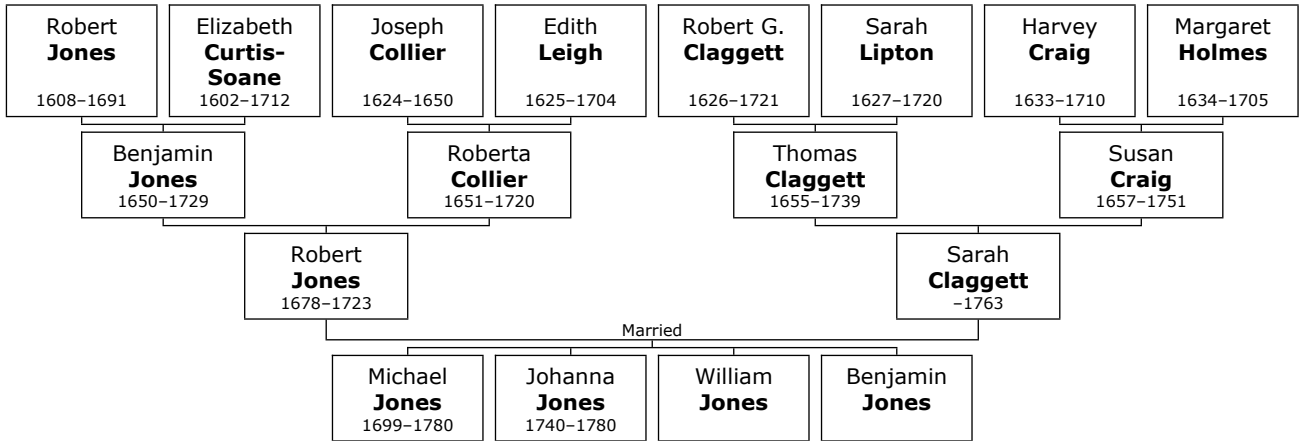 Robert
Jones
1608–1691
Elizabeth
Curtis-
Soane
1602–1712
Joseph
Collier
1624–1650
Edith
Leigh
1625–1704
Robert G.
Claggett
1626–1721
Sarah
Lipton
1627–1720
Harvey
Craig
1633–1710
Margaret
Holmes
1634–1705
Benjamin
Jones
1650–1729
Roberta
Collier
1651–1720
Thomas
Claggett
1655–1739
Susan
Craig
1657–1751
Robert
Jones
1678–1723
Sarah
Claggett
–1763
Married
Michael
Jones
1699–1780
Johanna
Jones
1740–1780
William
Jones
Benjamin
Jones